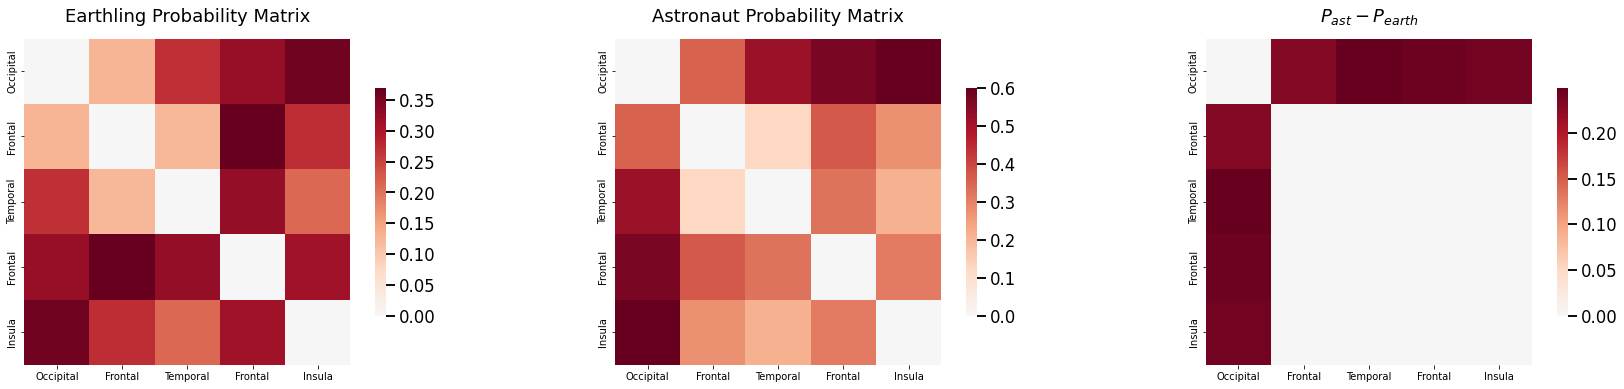 Earthling Probability Matrix
Occipital
Frontal
Temporal
Frontal
Insula
Occipital Frontal Temporal Frontal Insula
0.35
0.30
0.25
0.20
0.15
0.10
0.05
0.00
Astronaut Probability Matrix
Occipital
Frontal
Temporal
Frontal
Insula
Occipital Frontal Temporal Frontal Insula
0.6
0.5
0.4
0.3
0.2
0.1
0.0
P_{ast} − P_{earth}
Occipital
Frontal
Temporal
Frontal
Insula
Occipital Frontal Temporal Frontal Insula
0.20
0.15
0.10
0.05
0.00